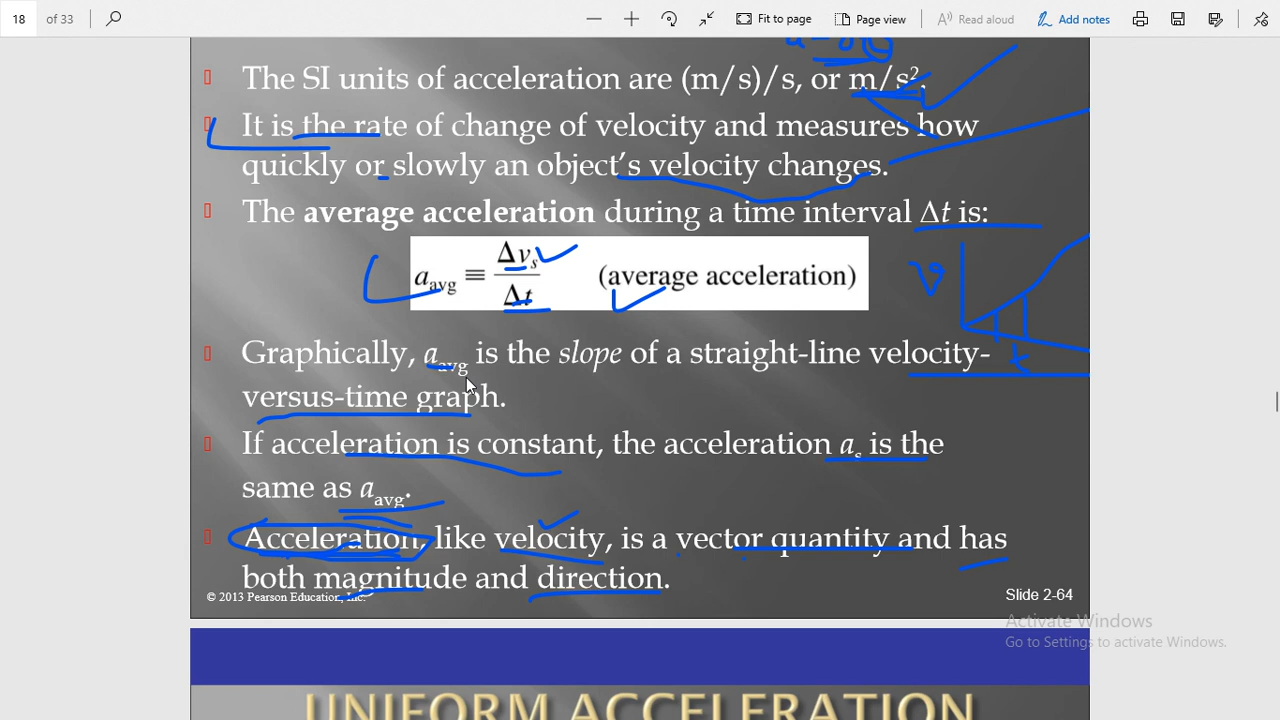 18 of 33 Fit to page Page view Read aloud Add notes
The SI units of acceleration are (m/s)/s, or m/s².
It is the rate of change of velocity and measures how
quickly or slowly an object’s velocity changes.
The average acceleration during a time interval Δt is:
a_avg ≡ Δv_s / Δt (average acceleration)
v
t
Graphically, a_avg is the slope of a straight-line velocity-
versus-time graph.
If acceleration is constant, the acceleration a_s is the
same as a_avg.
Acceleration, like velocity, is a vector quantity and has
both magnitude and direction.
© 2013 Pearson Education, Inc.
Slide 2-64
Activate Windows
Go to Settings to activate Windows.
UNIFORM ACCELERATION